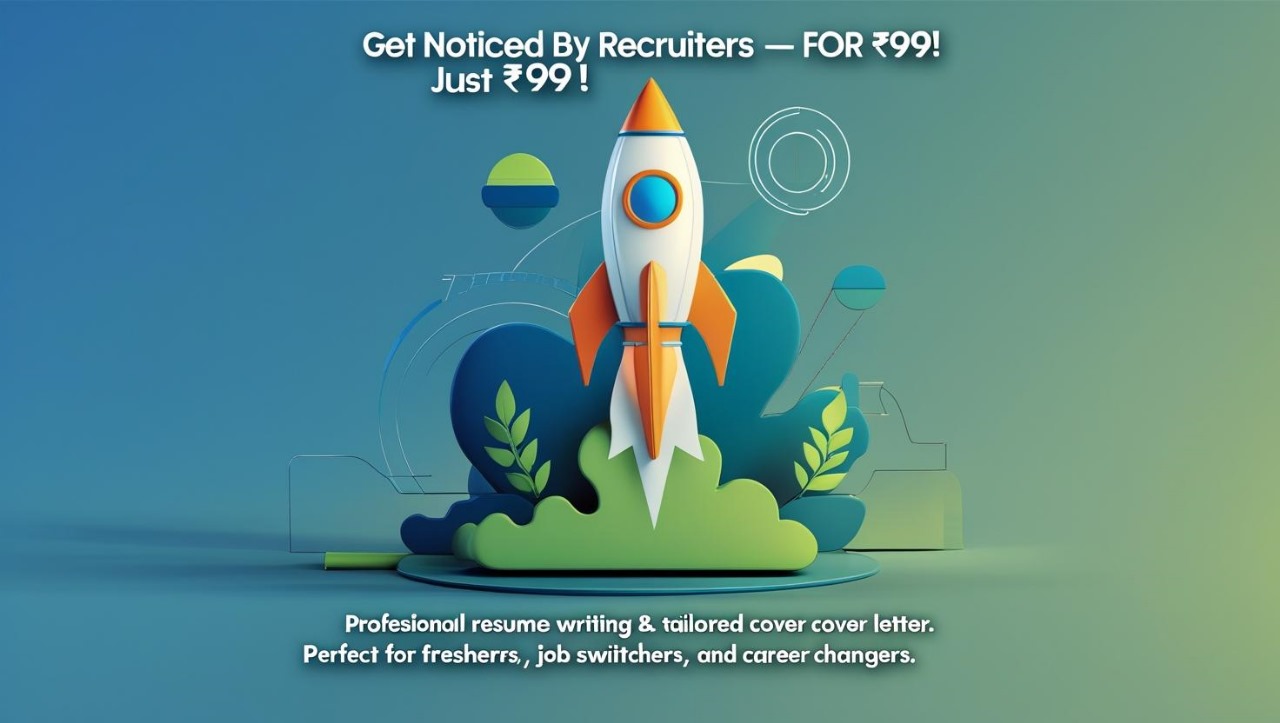 Get Noticed By Recruiters — FOR ₹99!
Just ₹99 !
Profesionall resume writing & tailored cover cover letter.
Perfect for fresherrs,, job swiitchers, and career changers.